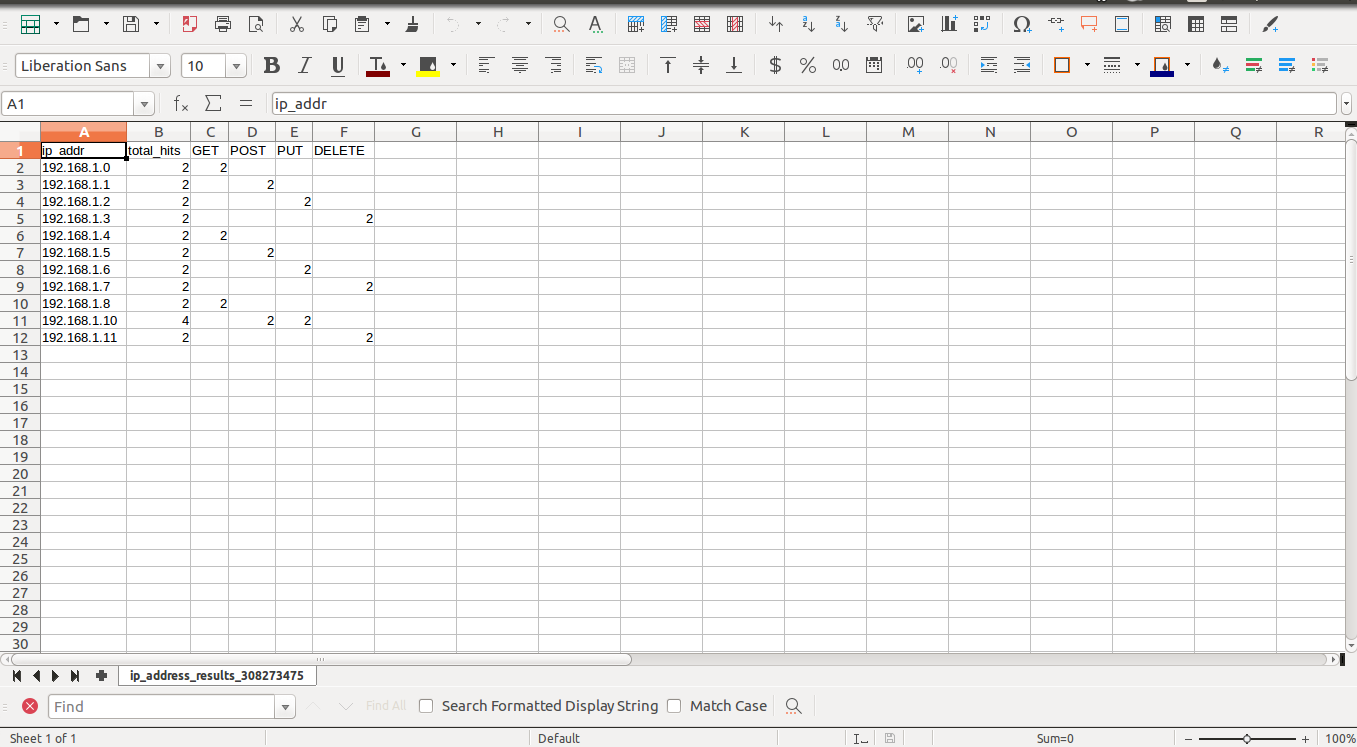 Liberation Sans 10 B I U $ % 0.0 .00 .00
A1 fx Σ = ip_addr
A B C D E F G H I J K L M N O P Q R
1 ip_addr total_hits GET POST PUT DELETE
2 192.168.1.0 2 2
3 192.168.1.1 2 2
4 192.168.1.2 2 2
5 192.168.1.3 2 2
6 192.168.1.4 2 2
7 192.168.1.5 2 2
8 192.168.1.6 2 2
9 192.168.1.7 2 2
10 192.168.1.8 2 2
11 192.168.1.10 4 2 2
12 192.168.1.11 2 2
13
14
15
16
17
18
19
20
21
22
23
24
25
26
27
28
29
30
ip_address_results_308273475
Find Find All Search Formatted Display String Match Case
Sheet 1 of 1 Default Sum=0 100%